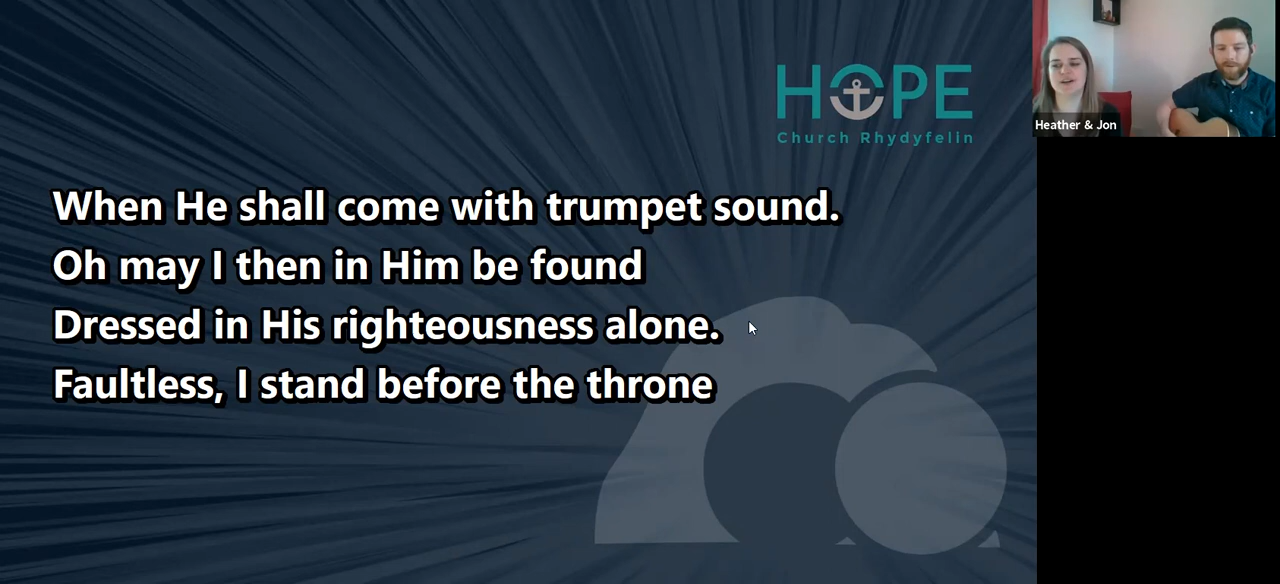 HOPE
Church Rhydyfelin
Heather & Jon
When He shall come with trumpet sound.
Oh may I then in Him be found
Dressed in His righteousness alone.
Faultless, I stand before the throne